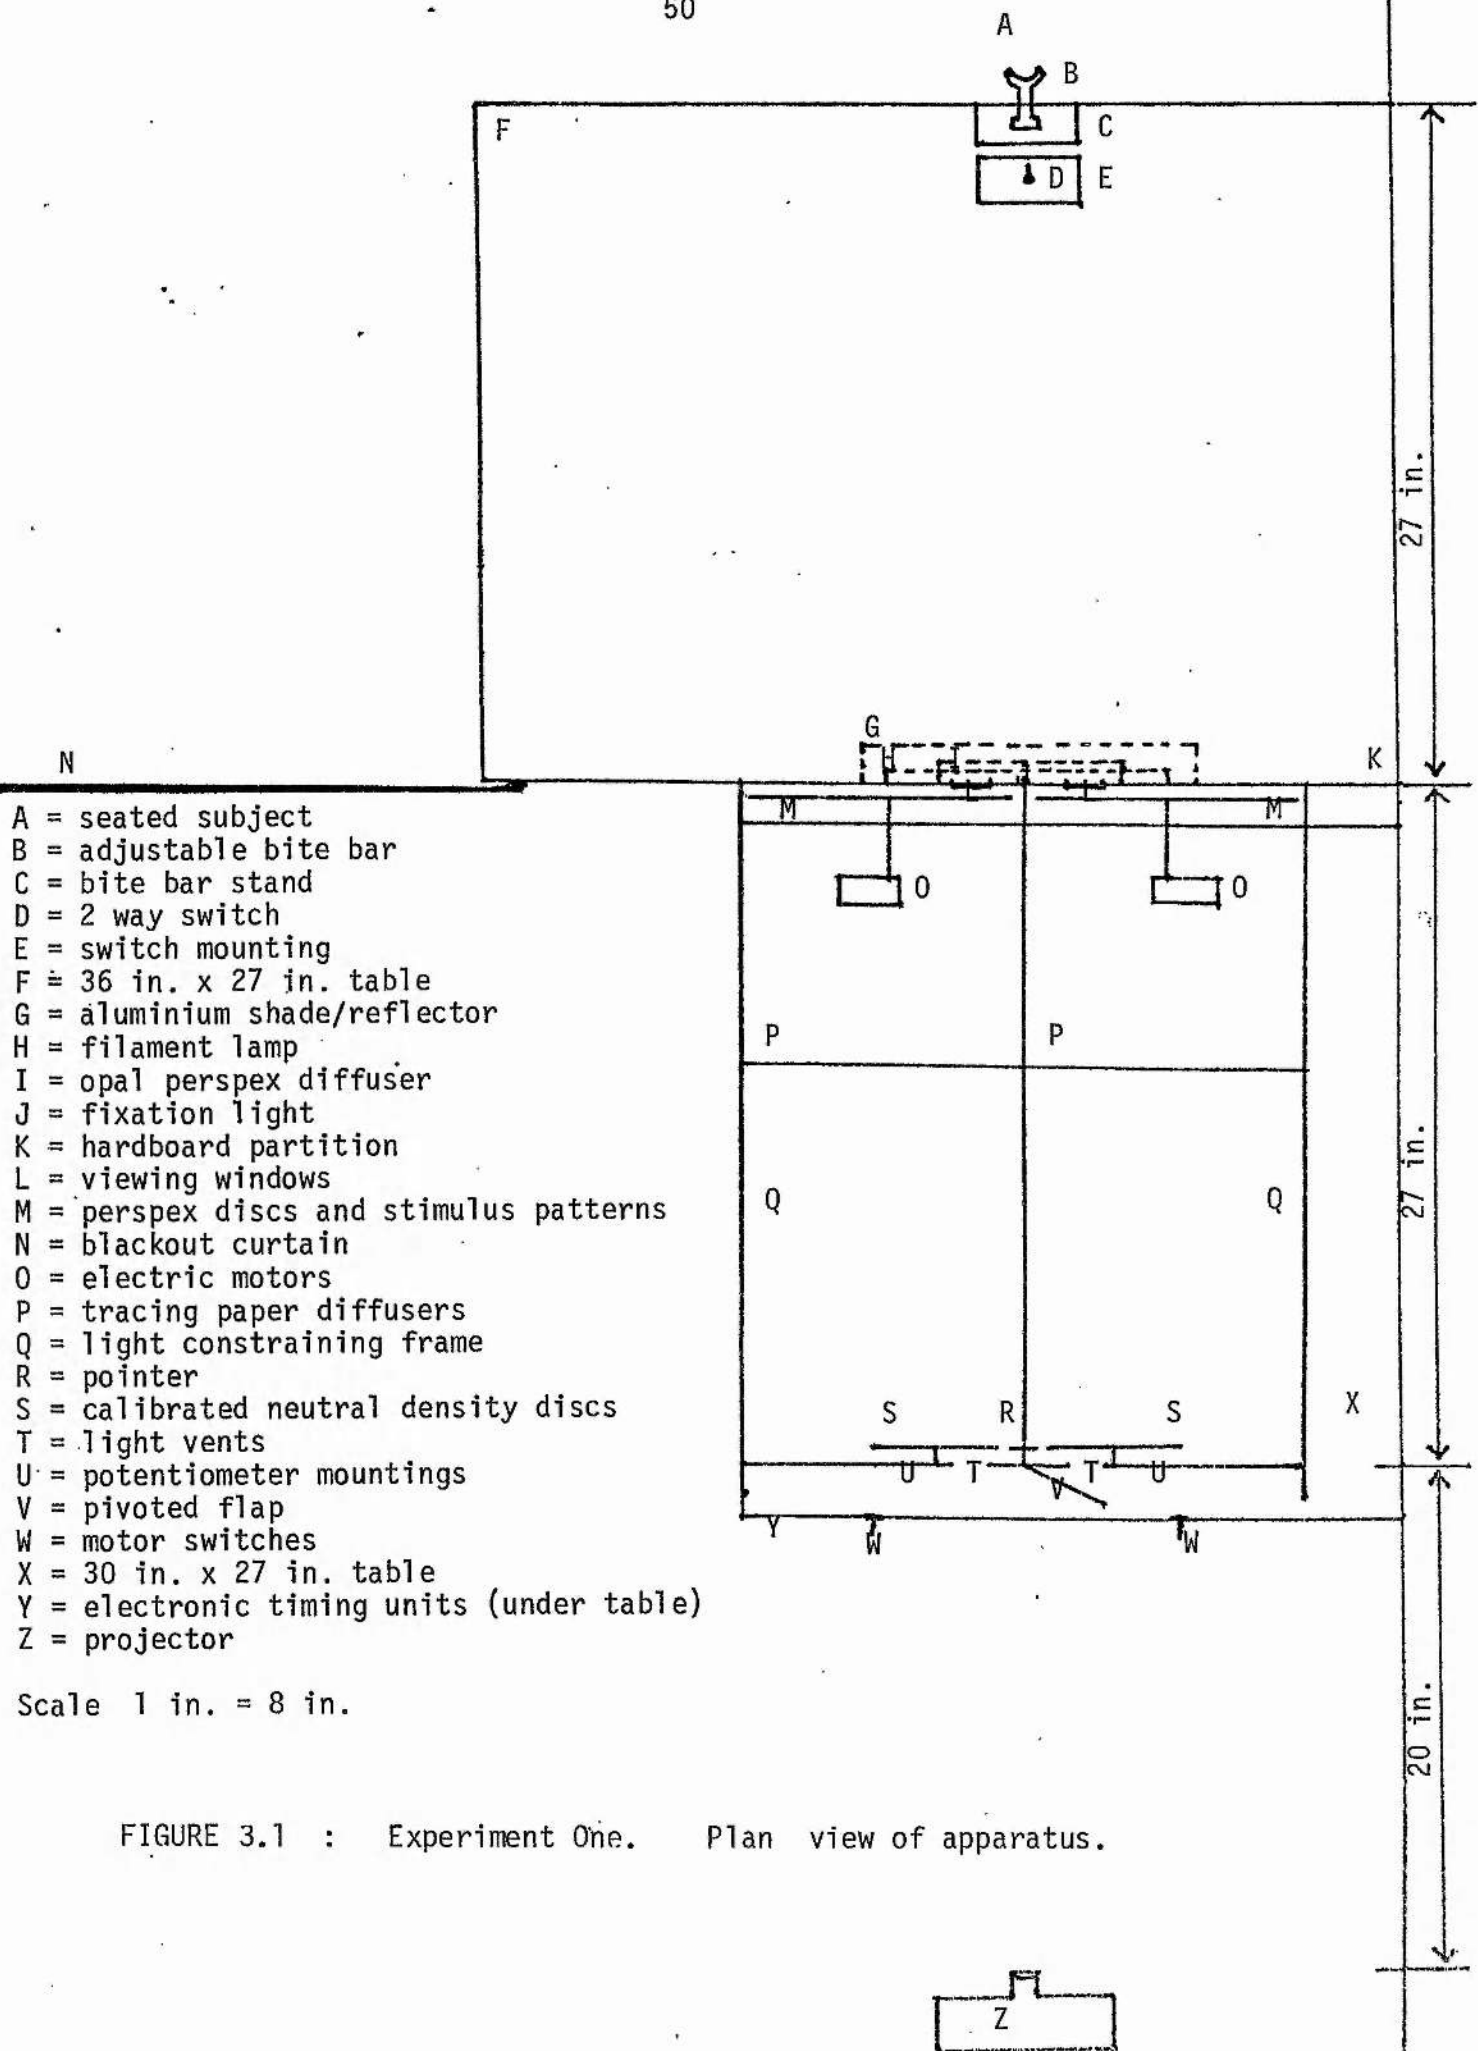 50
A
B
F
C
D E
27 in.
G
N
K
M M
O O
P P
Q Q
27 in.
S R S
X
U T T U
V
Y
W W
A = seated subject
B = adjustable bite bar
C = bite bar stand
D = 2 way switch
E = switch mounting
F = 36 in. x 27 in. table
G = aluminium shade/reflector
H = filament lamp
I = opal perspex diffuser
J = fixation light
K = hardboard partition
L = viewing windows
M = perspex discs and stimulus patterns
N = blackout curtain
O = electric motors
P = tracing paper diffusers
Q = light constraining frame
R = pointer
S = calibrated neutral density discs
T = light vents
U = potentiometer mountings
V = pivoted flap
W = motor switches
X = 30 in. x 27 in. table
Y = electronic timing units (under table)
Z = projector
Scale 1 in. = 8 in.
20 in.
FIGURE 3.1 : Experiment One. Plan view of apparatus.
Z